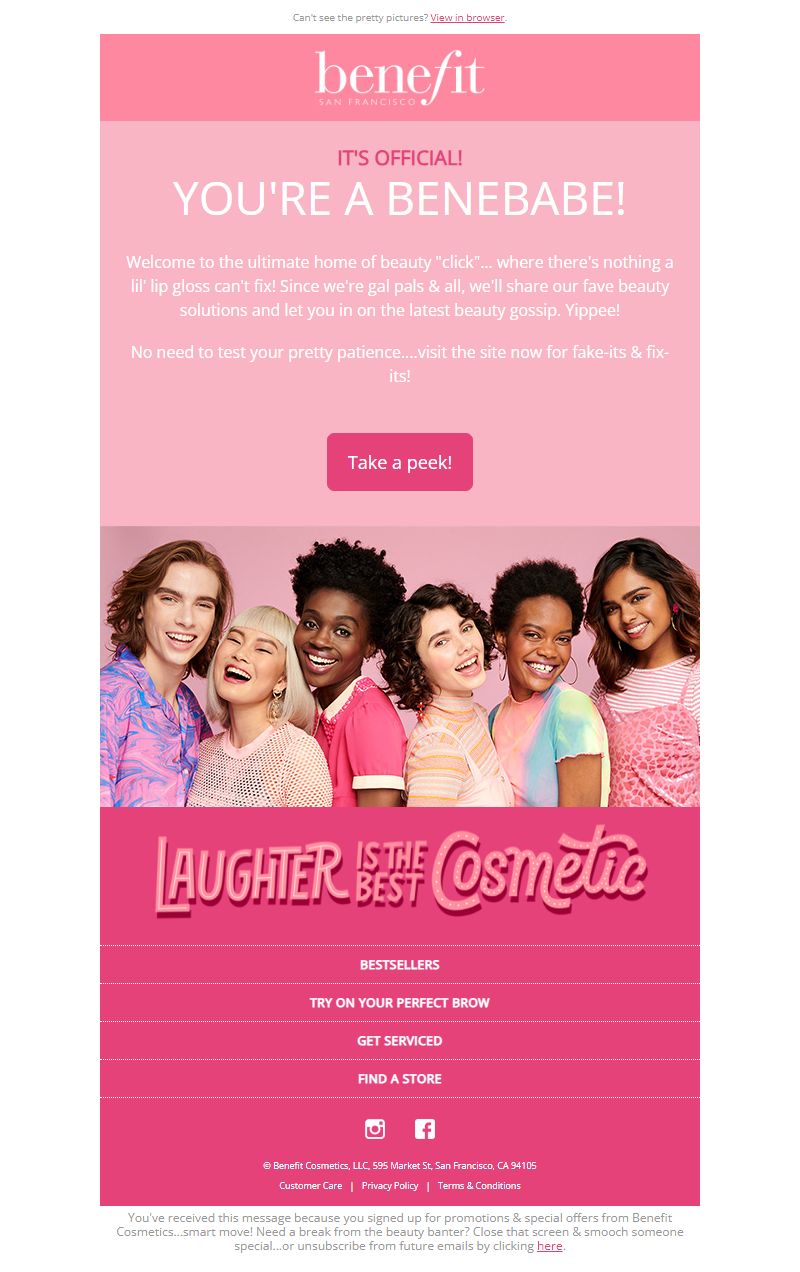 Can't see the pretty pictures? View in browser.
benefit
SAN FRANCISCO
IT'S OFFICIAL!
YOU'RE A BENEBABE!
Welcome to the ultimate home of beauty "click"... where there's nothing a
lil' lip gloss can't fix! Since we're gal pals & all, we'll share our fave beauty
solutions and let you in on the latest beauty gossip. Yippee!
No need to test your pretty patience....visit the site now for fake-its & fix-
its!
Take a peek!
LAUGHTER IS THE BEST Cosmetic
BESTSELLERS
TRY ON YOUR PERFECT BROW
GET SERVICED
FIND A STORE
© Benefit Cosmetics, LLC, 595 Market St, San Francisco, CA 94105
Customer Care | Privacy Policy | Terms & Conditions
You've received this message because you signed up for promotions & special offers from Benefit
Cosmetics...smart move! Need a break from the beauty banter? Close that screen & smooch someone
special...or unsubscribe from future emails by clicking here.